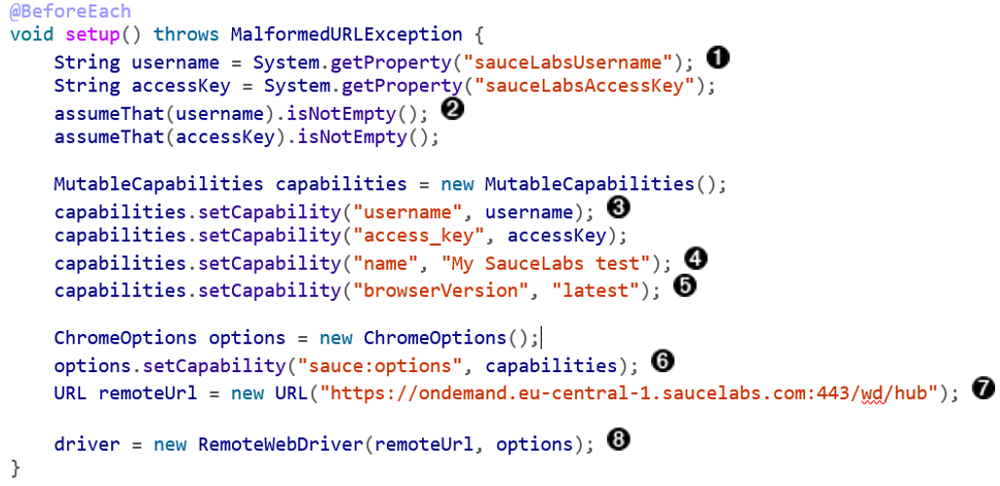 @BeforeEach
void setup() throws MalformedURLException {
    String username = System.getProperty("sauceLabsUsername"); ❶
    String accessKey = System.getProperty("sauceLabsAccessKey");
    assumeThat(username).isNotEmpty(); ❷
    assumeThat(accessKey).isNotEmpty();

    MutableCapabilities capabilities = new MutableCapabilities();
    capabilities.setCapability("username", username); ❸
    capabilities.setCapability("access_key", accessKey);
    capabilities.setCapability("name", "My SauceLabs test"); ❹
    capabilities.setCapability("browserVersion", "latest"); ❺

    ChromeOptions options = new ChromeOptions();
    options.setCapability("sauce:options", capabilities); ❻
    URL remoteUrl = new URL("https://ondemand.eu-central-1.saucelabs.com:443/wd/hub"); ❼

    driver = new RemoteWebDriver(remoteUrl, options); ❽
}